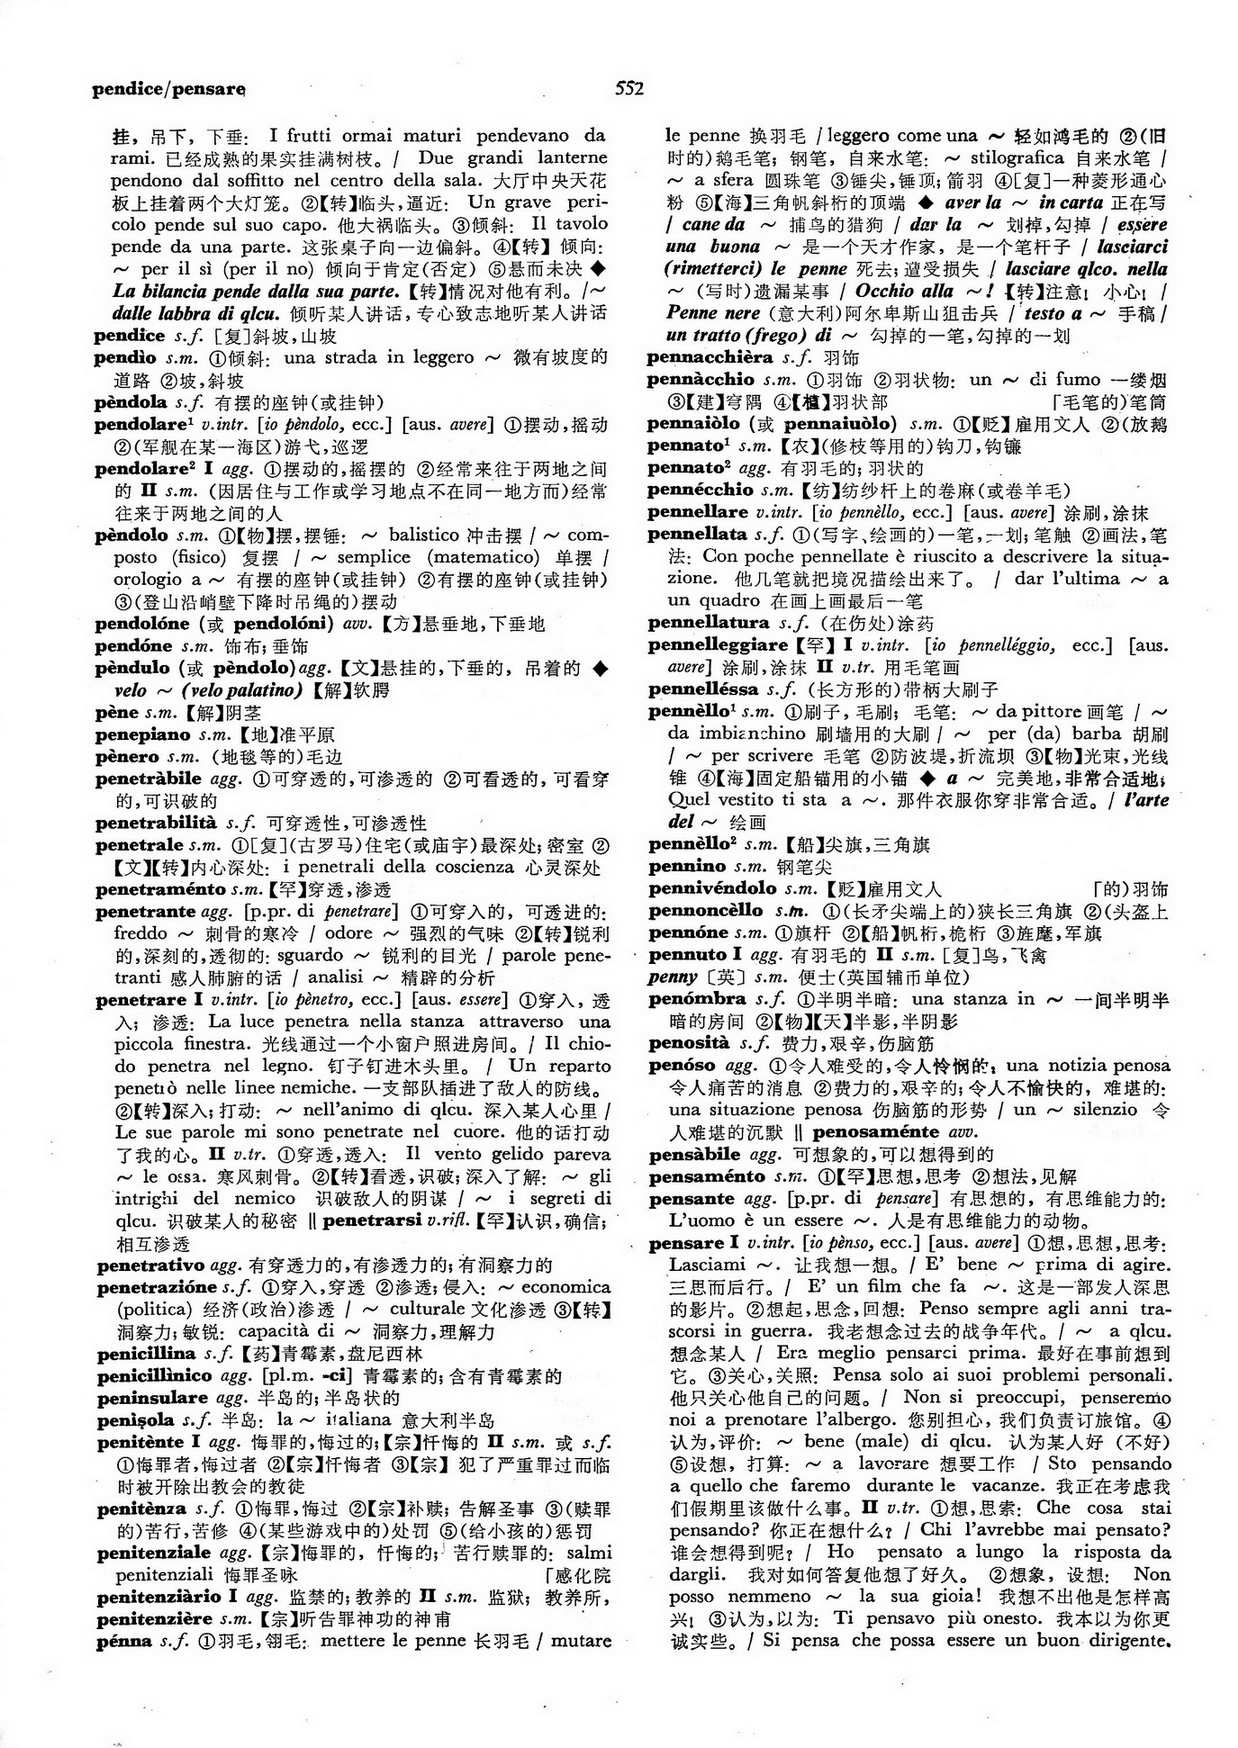 pendice/pensare
552
挂，吊下，下垂： I frutti ormai maturi pendevano da
rami. 已经成熟的果实挂满树枝。/ Due grandi lanterne
pendono dal soffitto nel centro della sala. 大厅中央天花
板上挂着两个大灯笼。②【转】临头，逼近： Un grave peri-
colo pende sul suo capo. 他大祸临头。③倾斜： Il tavolo
pende da una parte. 这张桌子向一边偏斜。④【转】倾向：
～ per il sì (per il no) 倾向于肯定(否定) ⑤悬而未决 ◆
La bilancia pende dalla sua parte.【转】情况对他有利。/～
dalle labbra di qlcu. 倾听某人讲话，专心致志地听某人讲话
pendice s.f. [复]斜坡，山坡
pendìo s.m. ①倾斜： una strada in leggero ～ 微有坡度的
道路 ②坡，斜坡
pèndola s.f. 有摆的座钟(或挂钟)
pendolare¹ v.intr. [io pèndolo, ecc.] [aus. avere] ①摆动，摇动
②(军舰在某一海区)游弋，巡逻
pendolare² I agg. ①摆动的，摇摆的 ②经常来往于两地之间
的 II s.m. (因居住与工作或学习地点不在同一地方而)经常
往来于两地之间的人
pèndolo s.m. ①【物】摆，摆锤： ～ balistico 冲击摆 / ～ com-
posto (fisico) 复摆 / ～ semplice (matematico) 单摆 /
orologio a ～ 有摆的座钟(或挂钟) ②有摆的座钟(或挂钟)
③(登山沿峭壁下降时吊绳的)摆动
pendolóne (或 pendolóni) avv.【方】悬垂地，下垂地
pendóne s.m. 饰布；垂饰
pèndulo (或 pèndolo) agg.【文】悬挂的，下垂的，吊着的 ◆
velo ～ (velo palatino)【解】软腭
pène s.m.【解】阴茎
penepiano s.m.【地】准平原
pènero s.m. (地毯等的)毛边
penetràbile agg. ①可穿透的，可渗透的 ②可看透的，可看穿
的，可识破的
penetrabilità s.f. 可穿透性，可渗透性
penetrale s.m. ①[复](古罗马)住宅(或庙宇)最深处；密室 ②
【文】【转】内心深处： i penetrali della coscienza 心灵深处
penetraménto s.m.【罕】穿透，渗透
penetrante agg. [p.pr. di penetrare] ①可穿入的，可透进的：
freddo ～ 刺骨的寒冷 / odore ～ 强烈的气味 ②【转】锐利
的，深刻的，透彻的： sguardo ～ 锐利的目光 / parole pene-
tranti 感人肺腑的话 / analisi ～ 精辟的分析
penetrare I v.intr. [io pènetro, ecc.] [aus. essere] ①穿入，透
入；渗透： La luce penetra nella stanza attraverso una
piccola finestra. 光线通过一个小窗户照进房间。/ Il chio-
do penetra nel legno. 钉子钉进木头里。 / Un reparto
penetrò nelle linee nemiche. 一支部队插进了敌人的防线。
②【转】深入；打动： ～ nell'animo di qlcu. 深入某人心里 /
Le sue parole mi sono penetrate nel cuore. 他的话打动
了我的心。II v.tr. ①穿透，透入： Il vento gelido pareva
～ le ossa. 寒风刺骨。②【转】看透，识破；深入了解： ～ gli
intrighi del nemico 识破敌人的阴谋 / ～ i segreti di
qlcu. 识破某人的秘密 ‖ penetrarsi v.rifl.【罕】认识，确信；
相互渗透
penetrativo agg. 有穿透力的，有渗透力的；有洞察力的
penetrazióne s.f. ①穿入，穿透 ②渗透；侵入： ～ economica
(politica) 经济(政治)渗透 / ～ culturale 文化渗透 ③【转】
洞察力；敏锐： capacità di ～ 洞察力，理解力
penicillina s.f.【药】青霉素，盘尼西林
penicillìnico agg. [pl.m. -ci] 青霉素的；含有青霉素的
peninsulare agg. 半岛的；半岛状的
penìsola s.f. 半岛： la ～ italiana 意大利半岛
penitènte I agg. 悔罪的，悔过的；【宗】忏悔的 II s.m. 或 s.f.
①悔罪者，悔过者 ②【宗】忏悔者 ③【宗】犯了严重罪过而临
时被开除出教会的教徒
penitènza s.f. ①悔罪，悔过 ②【宗】补赎；告解圣事 ③(赎罪
的)苦行，苦修 ④(某些游戏中的)处罚 ⑤(给小孩的)惩罚
penitenziale agg.【宗】悔罪的，忏悔的；苦行赎罪的： salmi
penitenziali 悔罪圣咏 「感化院
penitenziàrio I agg. 监禁的；教养的 II s.m. 监狱；教养所，
penitenzière s.m.【宗】听告罪神功的神甫
pénna s.f. ①羽毛，翎毛： mettere le penne 长羽毛 / mutare
le penne 换羽毛 / leggero come una ～ 轻如鸿毛的 ②(旧
时的)鹅毛笔；钢笔，自来水笔： ～ stilografica 自来水笔 /
～ a sfera 圆珠笔 ③锤尖，锤顶；箭羽 ④[复]一种菱形通心
粉 ⑤【海】三角帆斜桁的顶端 ◆ aver la ～ in carta 正在写
/ cane da ～ 捕鸟的猎狗 / dar la ～ 划掉，勾掉 / essere
una buona ～ 是一个天才作家，是一个笔杆子 / lasciarci
(rimetterci) le penne 死去；遭受损失 / lasciare qlco. nella
～ (写时)遗漏某事 / Occhio alla ～!【转】注意！小心！/
Penne nere (意大利)阿尔卑斯山狙击兵 / testo a ～ 手稿 /
un tratto (frego) di ～ 勾掉的一笔，勾掉的一划
pennacchièra s.f. 羽饰
pennàcchio s.m. ①羽饰 ②羽状物： un ～ di fumo 一缕烟
③【建】穹隅 ④【植】羽状部 「毛笔的)笔筒
pennaiòlo (或 pennaiuòlo) s.m. ①【贬】雇用文人 ②(放鹅
pennato¹ s.m.【农】(修枝等用的)钩刀，钩镰
pennato² agg. 有羽毛的；羽状的
pennécchio s.m.【纺】纺纱杆上的卷麻(或卷羊毛)
pennellare v.intr. [io pennèllo, ecc.] [aus. avere] 涂刷，涂抹
pennellata s.f. ①(写字、绘画的)一笔，一划；笔触 ②画法，笔
法： Con poche pennellate è riuscito a descrivere la situa-
zione. 他几笔就把境况描绘出来了。 / dar l'ultima ～ a
un quadro 在画上画最后一笔
pennellatura s.f. (在伤处)涂药
pennelleggiare【罕】I v.intr. [io pennelléggio, ecc.] [aus.
avere] 涂刷，涂抹 II v.tr. 用毛笔画
pennelléssa s.f. (长方形的)带柄大刷子
pennèllo¹ s.m. ①刷子，毛刷；毛笔： ～ da pittore 画笔 / ～
da imbianchino 刷墙用的大刷 / ～ per (da) barba 胡刷
/ ～ per scrivere 毛笔 ②防波堤，折流坝 ③【物】光束，光线
锥 ④【海】固定船锚用的小锚 ◆ a ～ 完美地，非常合适地：
Quel vestito ti sta a ～. 那件衣服你穿非常合适。/ l'arte
del ～ 绘画
pennèllo² s.m.【船】尖旗，三角旗
pennino s.m. 钢笔尖
pennivéndolo s.m.【贬】雇用文人 「的)羽饰
pennoncèllo s.m. ①(长矛尖端上的)狭长三角旗 ②(头盔上
pennóne s.m. ①旗杆 ②【船】帆桁，桅桁 ③旌麾，军旗
pennuto I agg. 有羽毛的 II s.m. [复]鸟，飞禽
penny〔英〕s.m. 便士(英国辅币单位)
penómbra s.f. ①半明半暗： una stanza in ～ 一间半明半
暗的房间 ②【物】【天】半影，半阴影
penosità s.f. 费力，艰辛，伤脑筋
penóso agg. ①令人难受的，令人怜悯的： una notizia penosa
令人痛苦的消息 ②费力的，艰辛的；令人不愉快的，难堪的：
una situazione penosa 伤脑筋的形势 / un ～ silenzio 令
人难堪的沉默 ‖ penosaménte avv.
pensàbile agg. 可想象的，可以想得到的
pensaménto s.m. ①【罕】思想，思考 ②想法，见解
pensante agg. [p.pr. di pensare] 有思想的，有思维能力的：
L'uomo è un essere ～. 人是有思维能力的动物。
pensare I v.intr. [io pènso, ecc.] [aus. avere] ①想，思想，思考：
Lasciami ～. 让我想一想。/ E' bene ～ prima di agire.
三思而后行。/ E' un film che fa ～. 这是一部发人深思
的影片。②想起，思念，回想： Penso sempre agli anni tra-
scorsi in guerra. 我老想念过去的战争年代。/ ～ a qlcu.
想念某人 / Era meglio pensarci prima. 最好在事前想到
它。③关心，关照： Pensa solo ai suoi problemi personali.
他只关心他自己的问题。/ Non si preoccupi, penseremo
noi a prenotare l'albergo. 您别担心，我们负责订旅馆。④
认为，评价： ～ bene (male) di qlcu. 认为某人好 (不好)
⑤设想，打算： ～ a lavorare 想要工作 / Sto pensando
a quello che faremo durante le vacanze. 我正在考虑我
们假期里该做什么事。II v.tr. ①想，思索： Che cosa stai
pensando? 你正在想什么？/ Chi l'avrebbe mai pensato?
谁会想得到呢？/ Ho pensato a lungo la risposta da
dargli. 我对如何答复他想了好久。 ②想象，设想： Non
posso nemmeno ～ la sua gioia! 我想不出他是怎样高
兴！③认为，以为： Ti pensavo più onesto. 我本以为你更
诚实些。/ Si pensa che possa essere un buon dirigente.